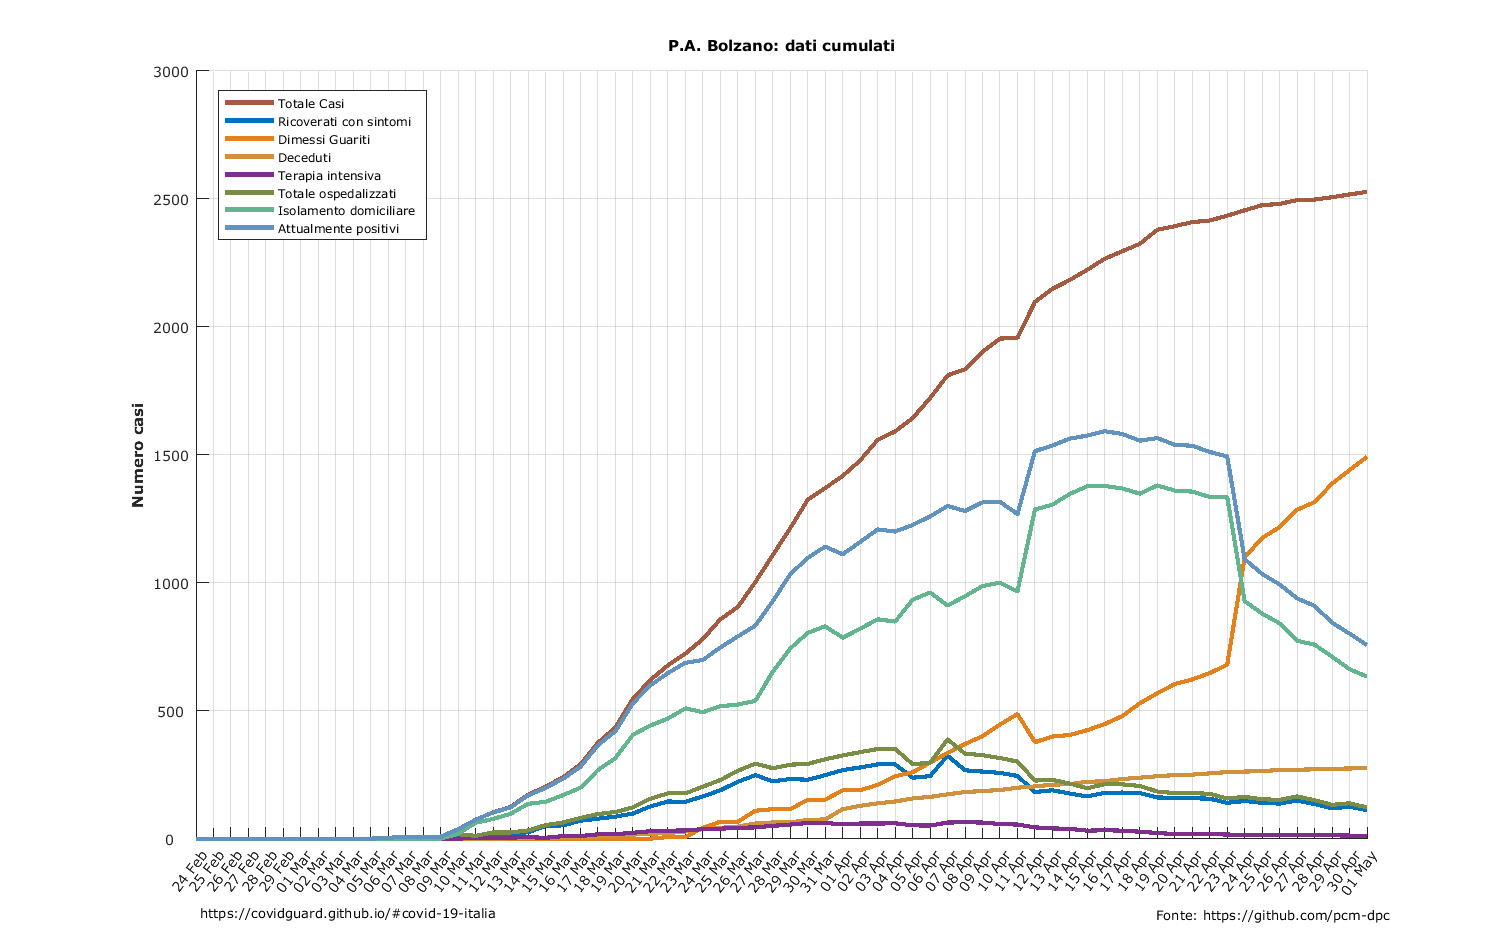 P.A. Bolzano: dati cumulati
3000
2500
2000
1500
1000
500
0
Numero casi
Totale Casi
Ricoverati con sintomi
Dimessi Guariti
Deceduti
Terapia intensiva
Totale ospedalizzati
Isolamento domiciliare
Attualmente positivi
24 Feb
25 Feb
26 Feb
27 Feb
28 Feb
29 Feb
01 Mar
02 Mar
03 Mar
04 Mar
05 Mar
06 Mar
07 Mar
08 Mar
09 Mar
10 Mar
11 Mar
12 Mar
13 Mar
14 Mar
15 Mar
16 Mar
17 Mar
18 Mar
19 Mar
20 Mar
21 Mar
22 Mar
23 Mar
24 Mar
25 Mar
26 Mar
27 Mar
28 Mar
29 Mar
30 Mar
31 Mar
01 Apr
02 Apr
03 Apr
04 Apr
05 Apr
06 Apr
07 Apr
08 Apr
09 Apr
10 Apr
11 Apr
12 Apr
13 Apr
14 Apr
15 Apr
16 Apr
17 Apr
18 Apr
19 Apr
20 Apr
21 Apr
22 Apr
23 Apr
24 Apr
25 Apr
26 Apr
27 Apr
28 Apr
29 Apr
30 Apr
01 May
https://covidguard.github.io/#covid-19-italia
Fonte: https://github.com/pcm-dpc